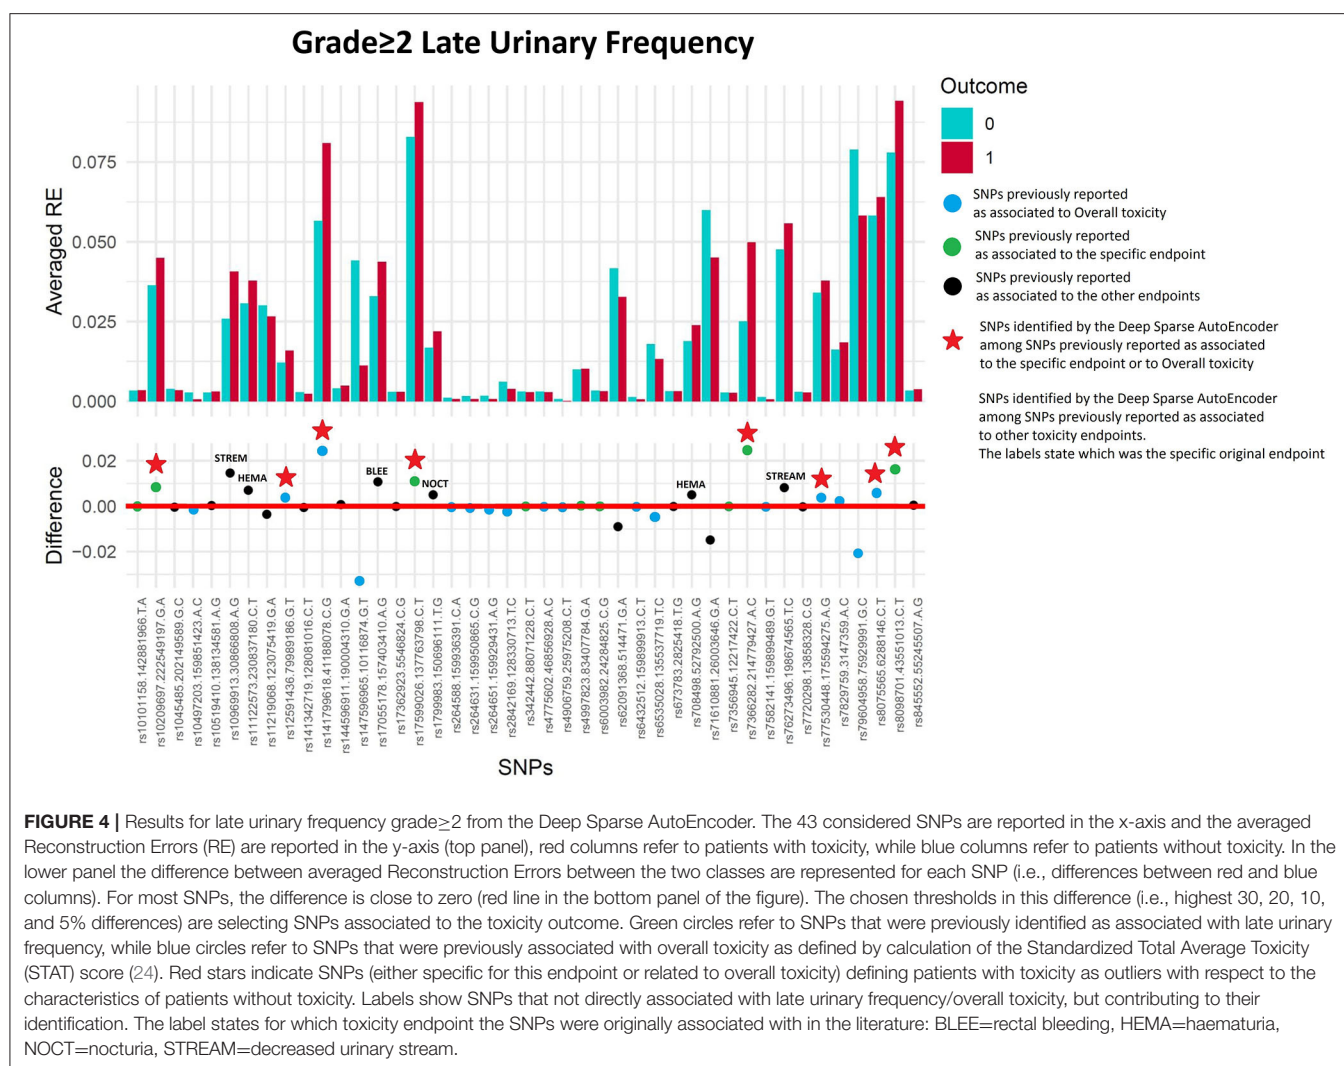 Grade≥2 Late Urinary Frequency
Averaged RE
0.075
0.050
0.025
0.000
Outcome
0
1
SNPs previously reported
as associated to Overall toxicity
SNPs previously reported
as associated to the specific endpoint
SNPs previously reported
as associated to the other endpoints
SNPs identified by the Deep Sparse AutoEncoder
among SNPs previously reported as associated
to the specific endpoint or to Overall toxicity
SNPs identified by the Deep Sparse AutoEncoder
among SNPs previously reported as associated
to other toxicity endpoints.
The labels state which was the specific original endpoint
Difference
0.02
0.00
−0.02
STREM
HEMA
BLEE
NOCT
HEMA
STREAM
rs10101158.142881966.T.A
rs10209697.222549197.G.A
rs1045485.202149589.G.C
rs10497203.159851423.A.C
rs10519410.138134581.A.G
rs10969913.30866808.A.G
rs11122573.230837180.C.T
rs11219068.123075419.G.A
rs12591436.79989186.G.T
rs141342719.128081016.C.T
rs141799618.41188078.C.G
rs144596911.190004310.G.A
rs147596965.10116874.G.T
rs17055178.157403410.A.G
rs17362923.5546824.C.G
rs17599026.137763798.C.T
rs1799983.150696111.T.G
rs264588.159936391.C.A
rs264631.159950865.C.G
rs264651.159929431.A.G
rs2842169.128330713.T.C
rs342442.88071228.C.T
rs4775602.46856928.A.C
rs4906759.25975208.C.T
rs4997823.83407784.G.A
rs6003982.24284825.C.G
rs62091368.514471.G.A
rs6432512.159899913.C.T
rs6535028.135537719.T.C
rs673783.2825418.T.G
rs708498.52792500.A.G
rs71610881.26003646.G.A
rs7356945.12217422.C.T
rs7366282.214779427.A.C
rs7582141.159899489.G.T
rs76273496.198674565.T.C
rs7720298.13858328.C.G
rs77530448.175594275.A.G
rs7829759.3147359.A.C
rs79604958.75929991.G.C
rs8075565.6288146.C.T
rs8098701.43551013.C.T
rs845552.55245507.A.G
SNPs
FIGURE 4 | Results for late urinary frequency grade≥2 from the Deep Sparse AutoEncoder. The 43 considered SNPs are reported in the x-axis and the averaged
Reconstruction Errors (RE) are reported in the y-axis (top panel), red columns refer to patients with toxicity, while blue columns refer to patients without toxicity. In the
lower panel the difference between averaged Reconstruction Errors between the two classes are represented for each SNP (i.e., differences between red and blue
columns). For most SNPs, the difference is close to zero (red line in the bottom panel of the figure). The chosen thresholds in this difference (i.e., highest 30, 20, 10,
and 5% differences) are selecting SNPs associated to the toxicity outcome. Green circles refer to SNPs that were previously identified as associated with late urinary
frequency, while blue circles refer to SNPs that were previously associated with overall toxicity as defined by calculation of the Standardized Total Average Toxicity
(STAT) score (24). Red stars indicate SNPs (either specific for this endpoint or related to overall toxicity) defining patients with toxicity as outliers with respect to the
characteristics of patients without toxicity. Labels show SNPs that not directly associated with late urinary frequency/overall toxicity, but contributing to their
identification. The label states for which toxicity endpoint the SNPs were originally associated with in the literature: BLEE=rectal bleeding, HEMA=haematuria,
NOCT=nocturia, STREAM=decreased urinary stream.